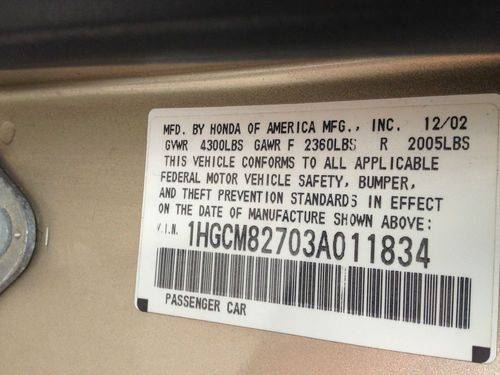 MFD. BY HONDA OF AMERICA MFG., INC. 12/02
GVWR 4300LBS GAWR F 2360LBS R 2005LBS
THIS VEHICLE CONFORMS TO ALL APPLICABLE
FEDERAL MOTOR VEHICLE SAFETY, BUMPER,
AND THEFT PREVENTION STANDARDS IN EFFECT
ON THE DATE OF MANUFACTURE SHOWN ABOVE:
V.I.N. 1HGCM82703A011834
PASSENGER CAR